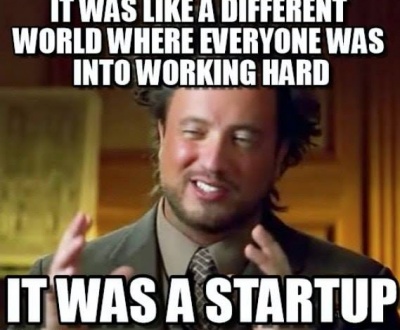 IT WAS LIKE A DIFFERENT
WORLD WHERE EVERYONE WAS
INTO WORKING HARD
IT WAS A STARTUP